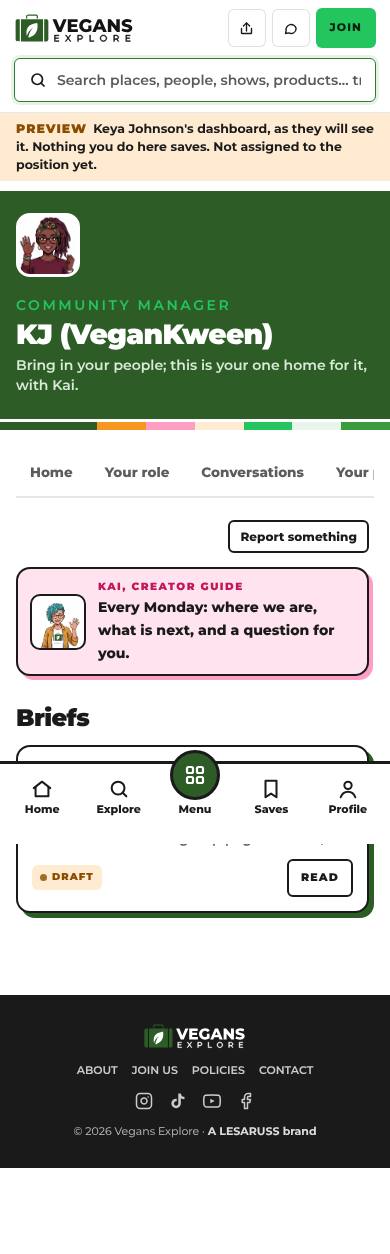 VEGANS
EXPLORE
JOIN
Search places, people, shows, products...
PREVIEW Keya Johnson's dashboard, as they will see
it. Nothing you do here saves. Not assigned to the
position yet.
COMMUNITY MANAGER
KJ (VeganKween)
Bring in your people; this is your one home for it,
with Kai.
Home Your role Conversations Your
Report something
KAI, CREATOR GUIDE
Every Monday: where we are,
what is next, and a question for
you.
Briefs
Home Explore Menu Saves Profile
DRAFT
READ
VEGANS
EXPLORE
ABOUT JOIN US POLICIES CONTACT
© 2026 Vegans Explore · A LESARUSS brand